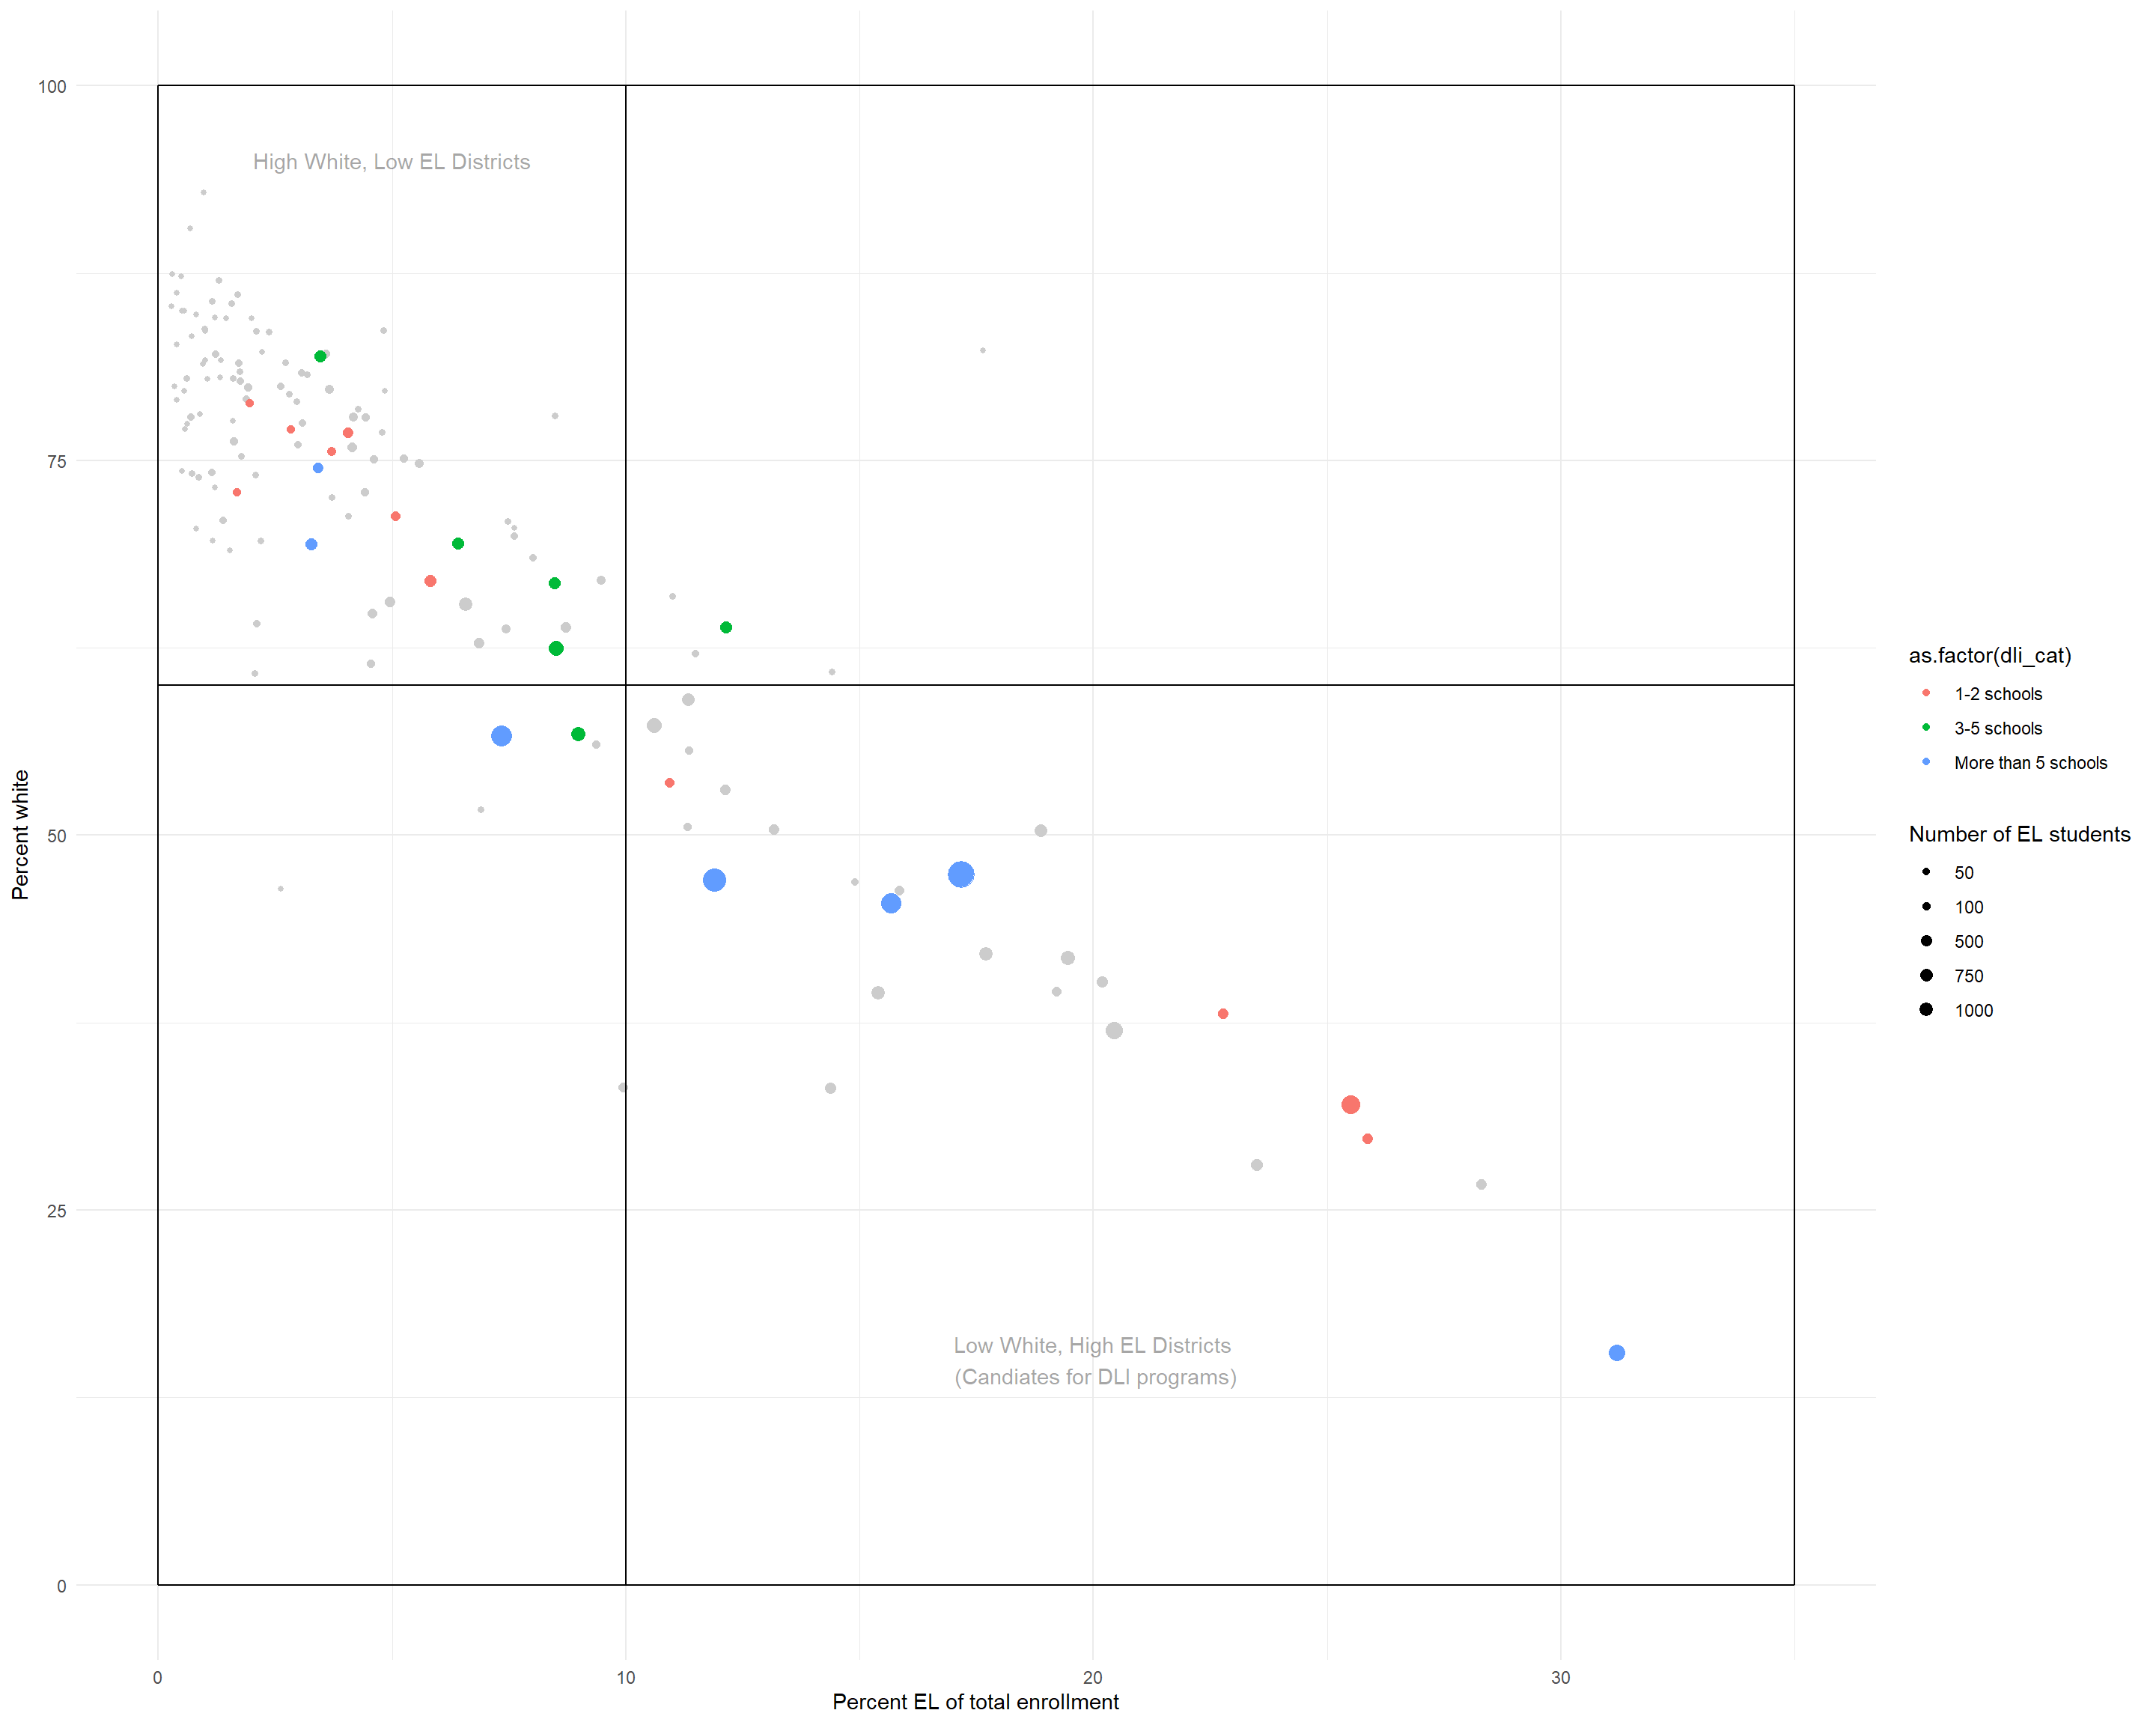 100
75
50
25
0
Percent white
High White, Low EL Districts
Low White, High EL Districts
(Candiates for DLI programs)
0
10
20
30
Percent EL of total enrollment
as.factor(dli_cat)
1-2 schools
3-5 schools
More than 5 schools
Number of EL students
50
100
500
750
1000